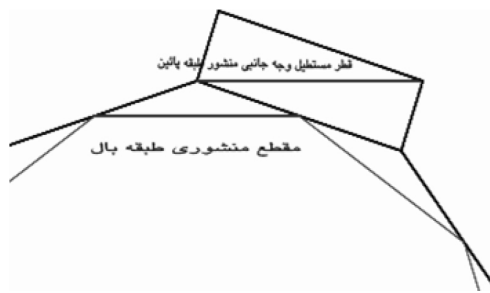 قطر مستطیل وجه جانبی منشور طبقه پائین
مقطع منشوری طبقه بال